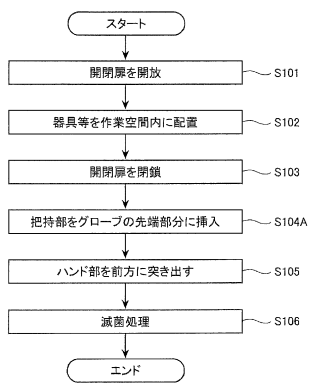 スタート
開閉扉を開放
S101
器具等を作業空間内に配置
S102
開閉扉を閉鎖
S103
把持部をグローブの先端部分に挿入
S104A
ハンド部を前方に突き出す
S105
滅菌処理
S106
エンド